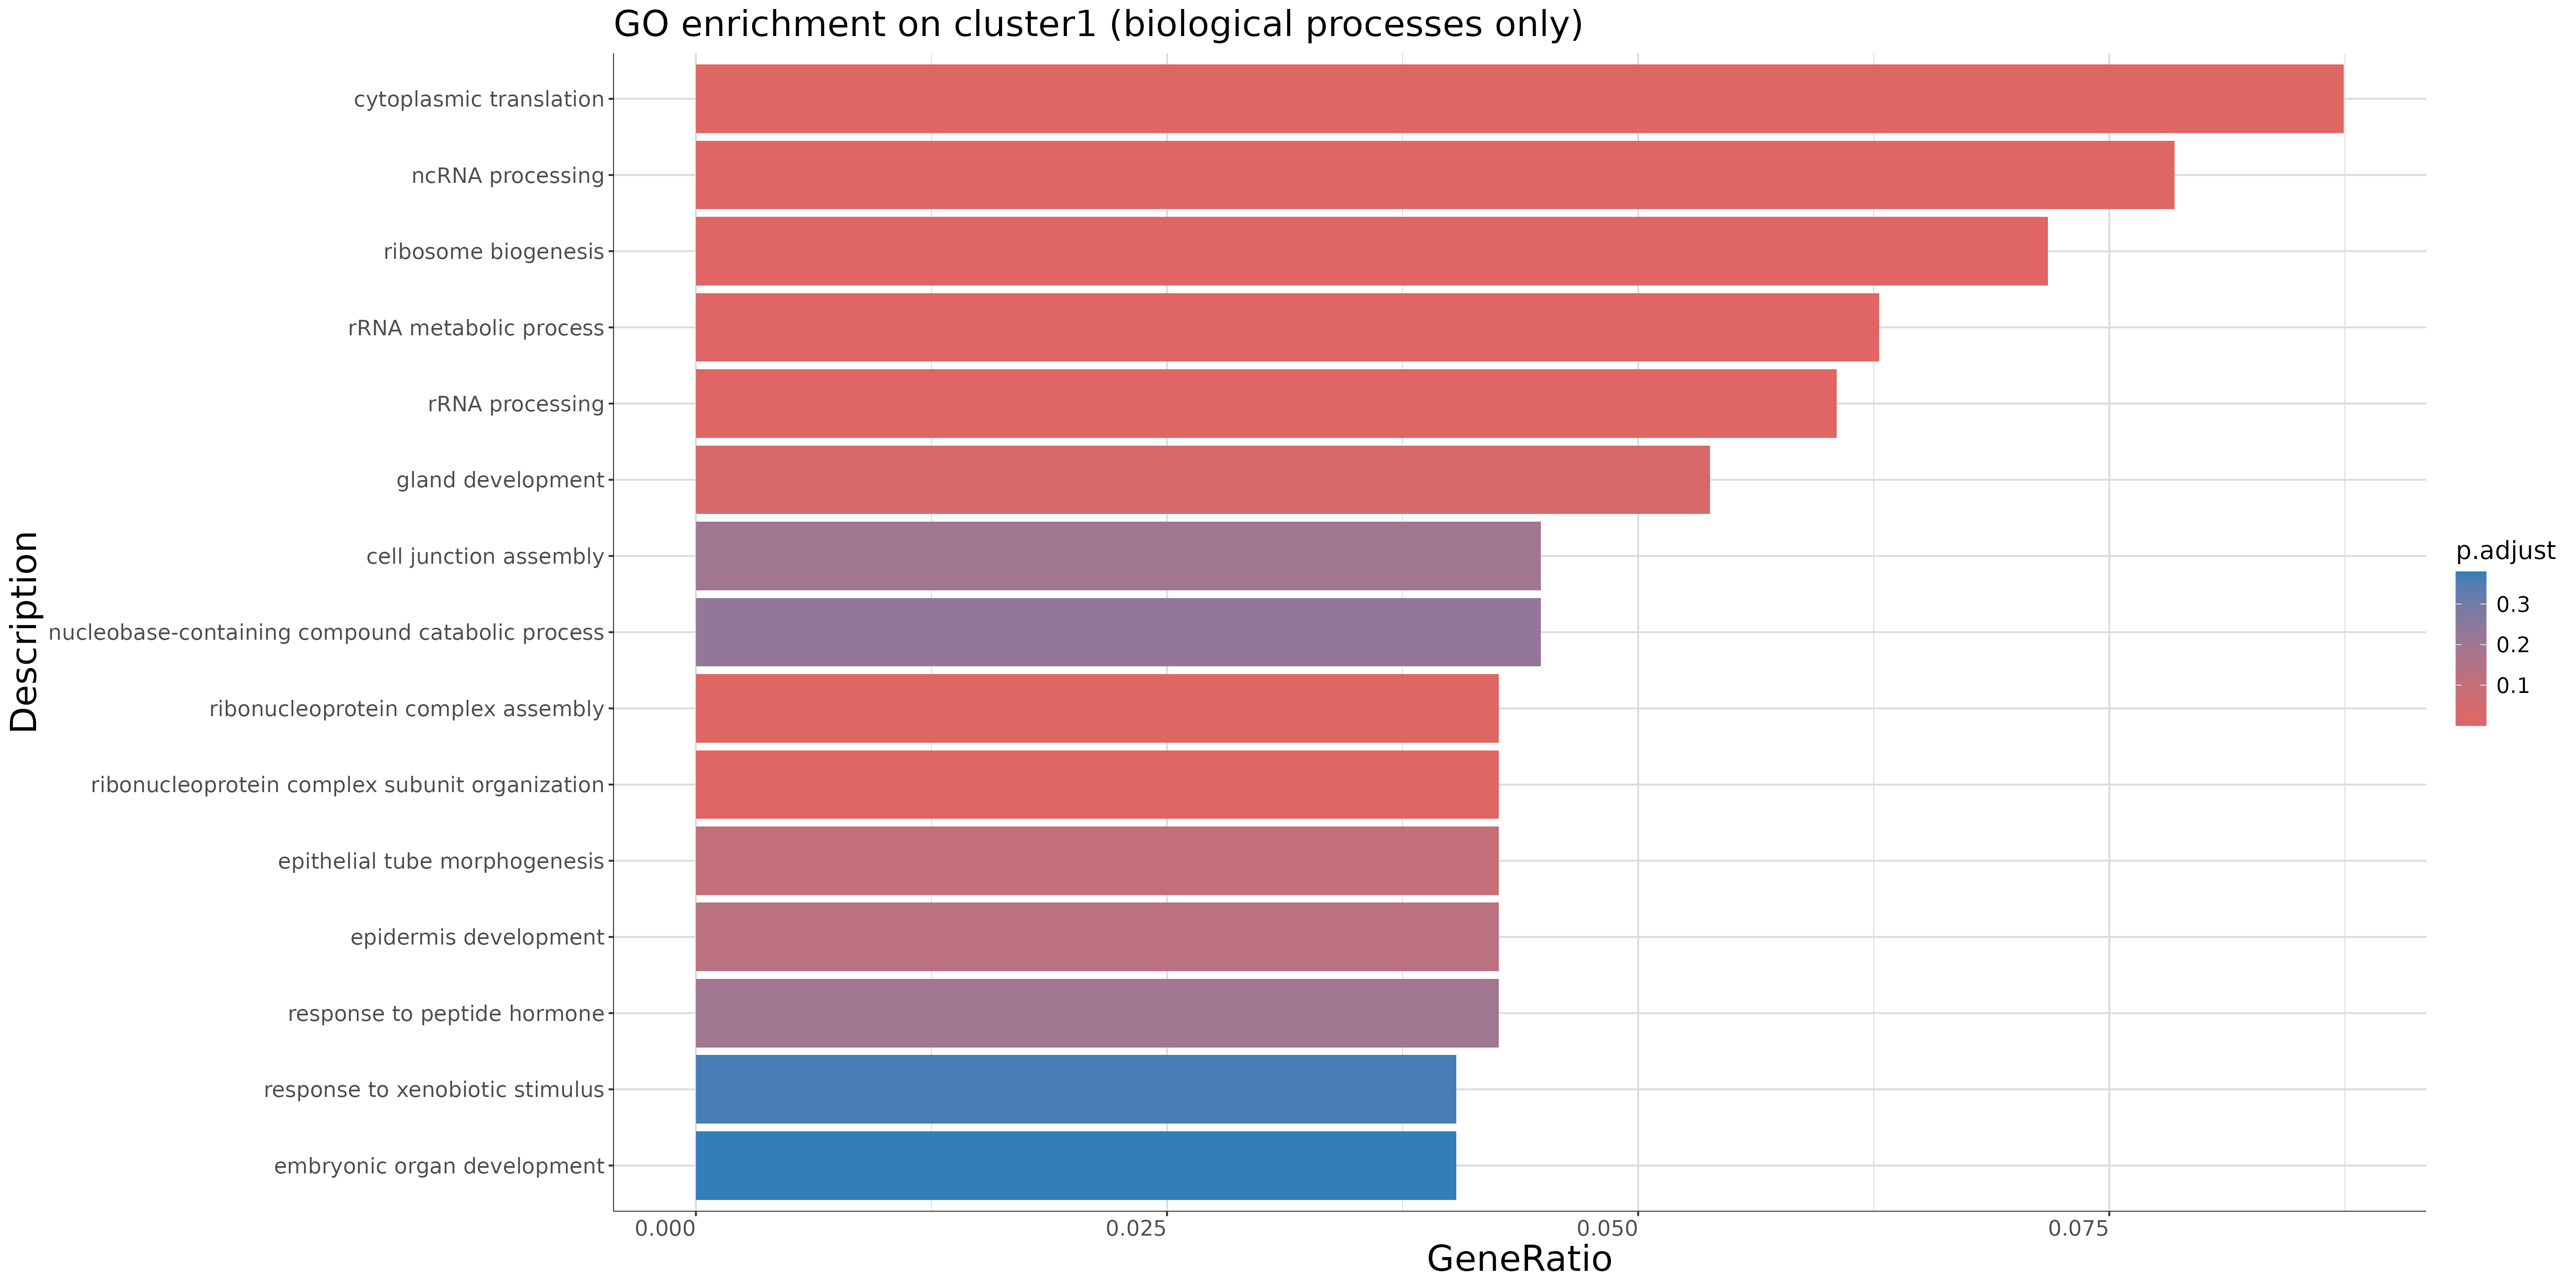 GO enrichment on cluster1 (biological processes only)
Description
cytoplasmic translation
ncRNA processing
ribosome biogenesis
rRNA metabolic process
rRNA processing
gland development
cell junction assembly
nucleobase-containing compound catabolic process
ribonucleoprotein complex assembly
ribonucleoprotein complex subunit organization
epithelial tube morphogenesis
epidermis development
response to peptide hormone
response to xenobiotic stimulus
embryonic organ development
0.000 0.025 0.050 0.075
GeneRatio
p.adjust
0.3
0.2
0.1